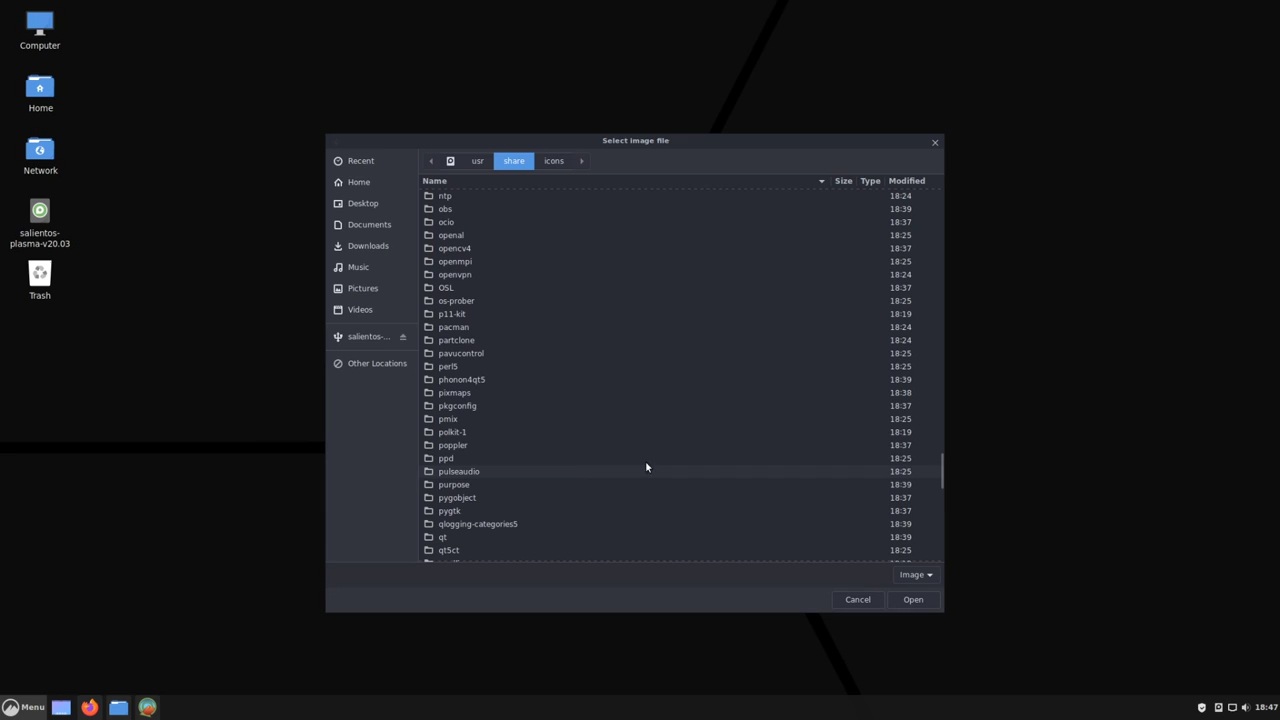 Computer
Home
Network
salientos-
plasma-v20.03
Trash
Select image file
Recent
Home
Desktop
Documents
Downloads
Music
Pictures
Videos
salientos-...
Other Locations
usr share icons
Name Size Type Modified
ntp 18:24
obs 18:39
ocio 18:37
openal 18:25
opencv4 18:37
openmpi 18:25
openvpn 18:24
OSL 18:37
os-prober 18:25
p11-kit 18:19
pacman 18:24
partclone 18:24
pavucontrol 18:25
perl5 18:25
phonon4qt5 18:39
pixmaps 18:38
pkgconfig 18:37
pmix 18:25
polkit-1 18:19
poppler 18:37
ppd 18:25
pulseaudio 18:25
purpose 18:39
pygobject 18:37
pygtk 18:37
qlogging-categories5 18:39
qt 18:39
qt5ct 18:25
Image
Cancel Open
Menu 18:47